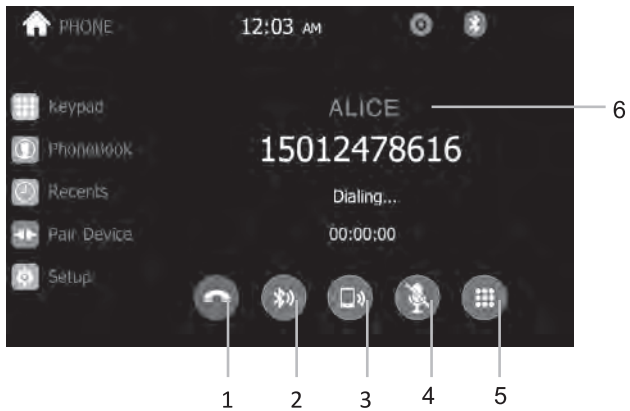 PHONE 12:03 AM
Keypad
ALICE
6
PhoneBook
15012478616
Recents
Dialing...
Pair Device
00:00:00
Setup
1 2 3 4 5